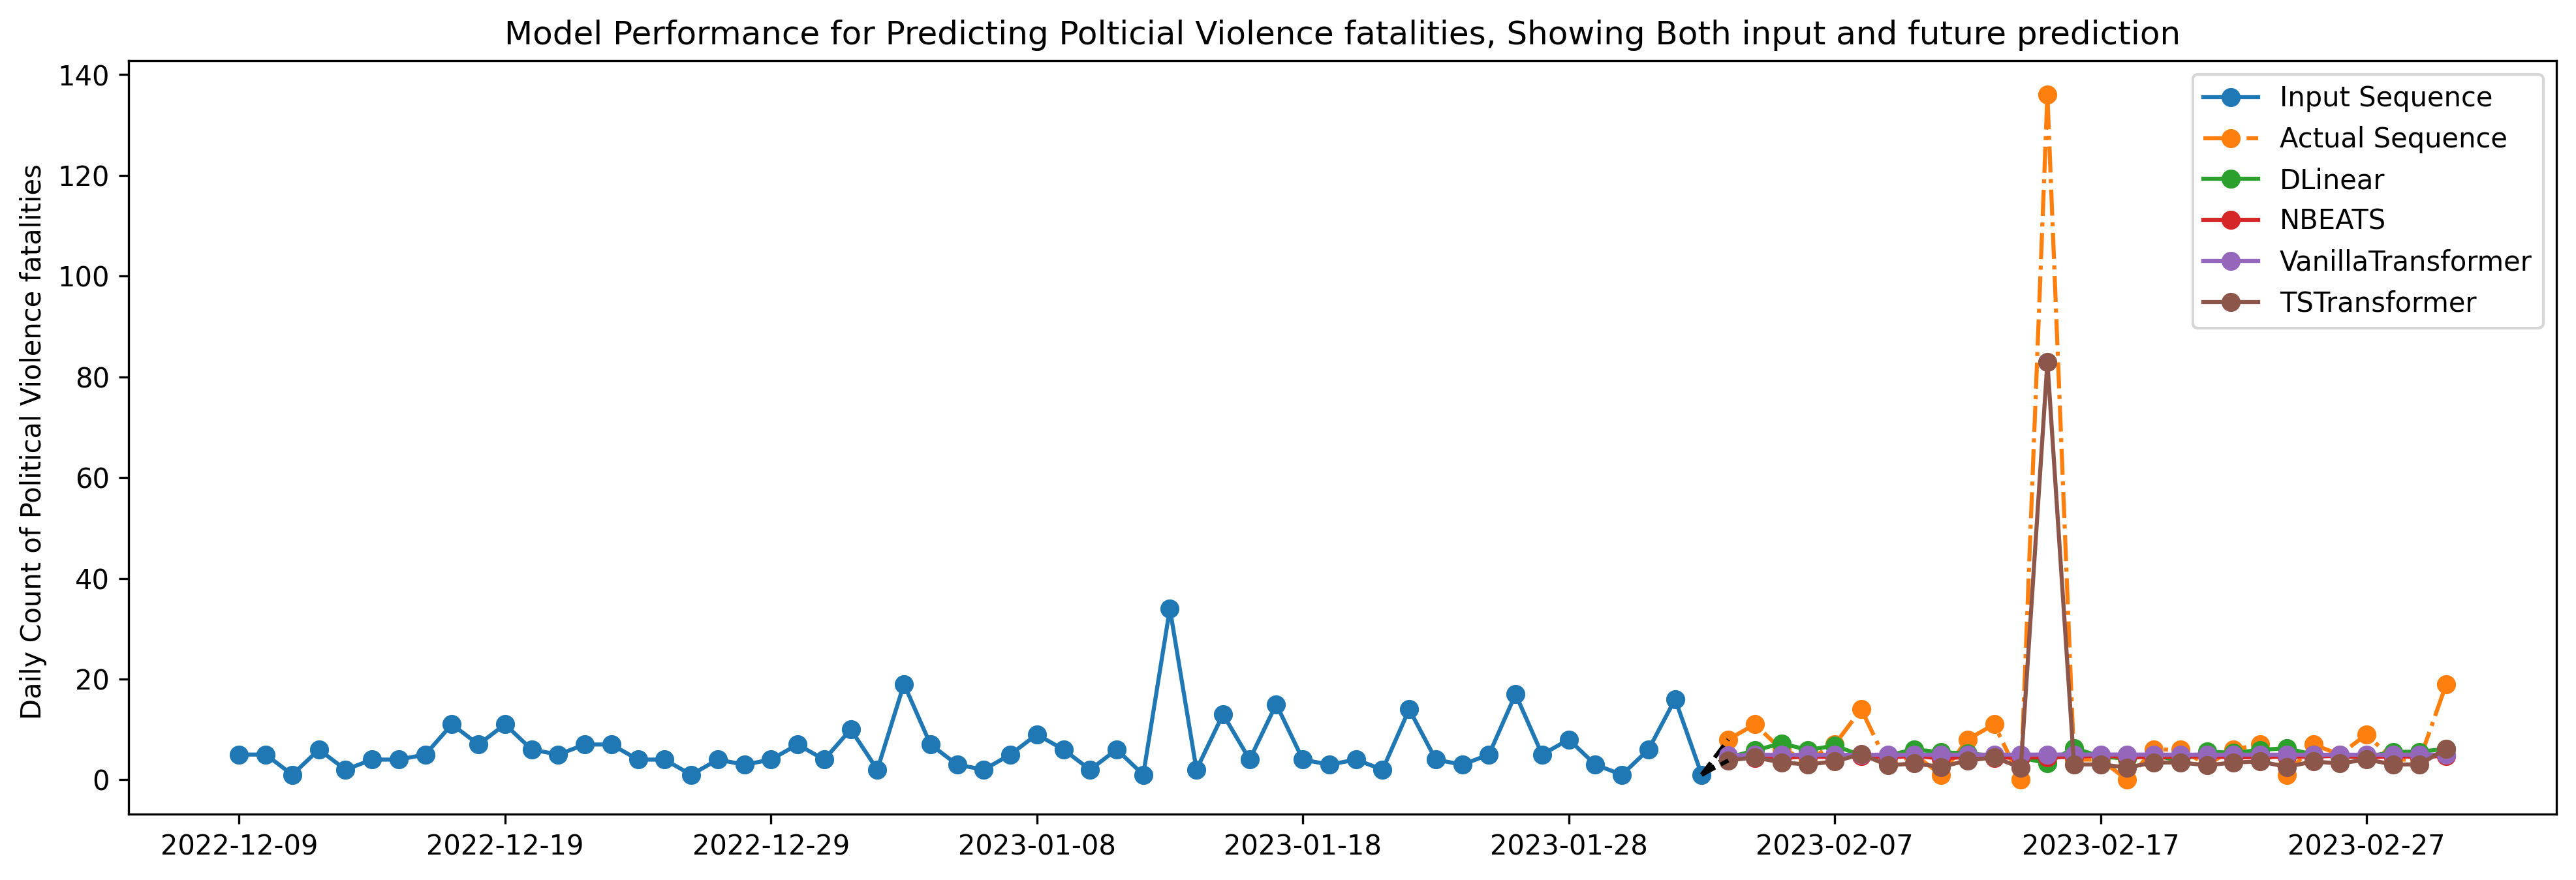 Model Performance for Predicting Polticial Violence fatalities, Showing Both input and future prediction
Daily Count of Political Violence fatalities
140
120
100
80
60
40
20
0
2022-12-09
2022-12-19
2022-12-29
2023-01-08
2023-01-18
2023-01-28
2023-02-07
2023-02-17
2023-02-27
Input Sequence
Actual Sequence
DLinear
NBEATS
VanillaTransformer
TSTransformer